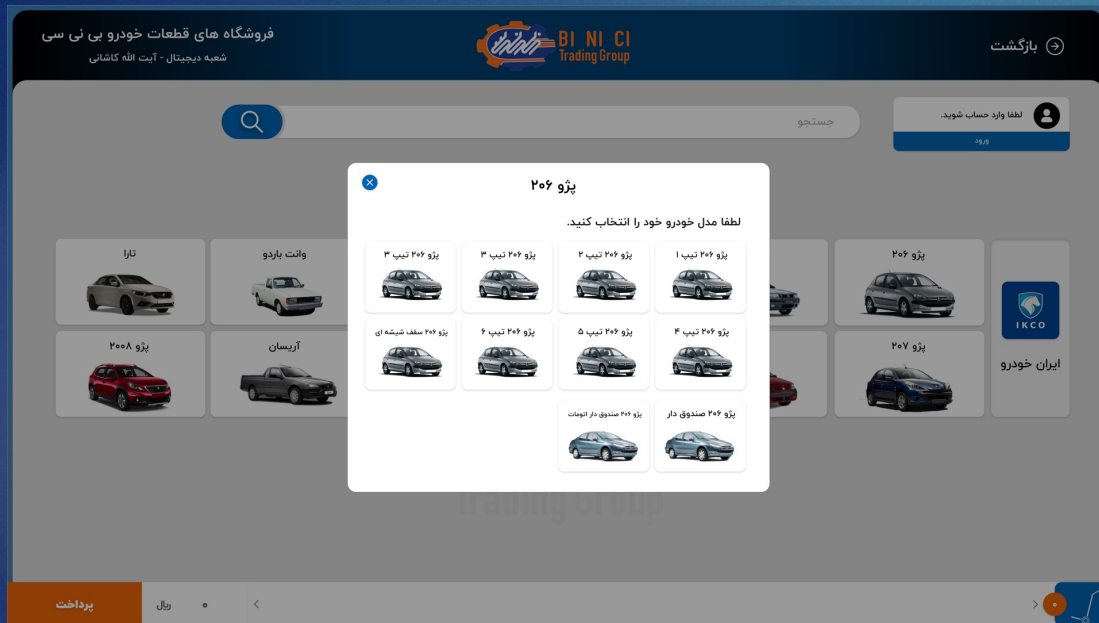 بازگشت
BI NI CI
Trading Group
فروشگاه های قطعات خودرو بی نی سی
شعبه دیجیتال - آیت الله کاشانی
لطفا وارد حساب شوید.
ورود
جستجو
پژو ۲۰۶
لطفا مدل خودرو خود را انتخاب کنید.
پژو ۲۰۶ تیپ ۱
پژو ۲۰۶ تیپ ۲
پژو ۲۰۶ تیپ ۳
پژو ۲۰۶ تیپ ۳
پژو ۲۰۶ تیپ ۴
پژو ۲۰۶ تیپ ۵
پژو ۲۰۶ تیپ ۶
پژو ۲۰۶ سقف شیشه ای
پژو ۲۰۶ صندوق دار
پژو ۲۰۶ صندوق دار اتومات
IKCO
ایران خودرو
پژو ۲۰۶
وانت باردو
تارا
پژو ۲۰۷
آریسان
پژو ۲۰۰۸
Trading Group
۰
۰ ریال
پرداخت